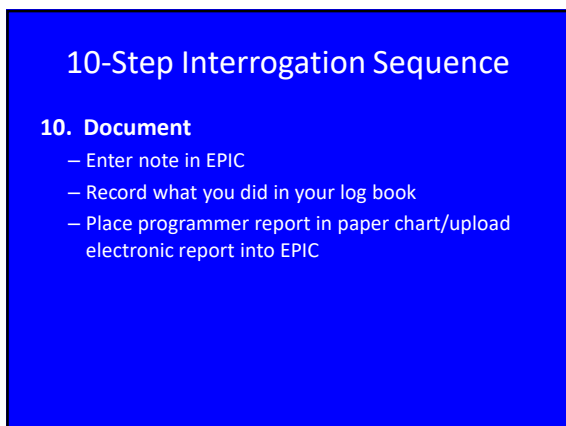 10-Step Interrogation Sequence
10. Document
– Enter note in EPIC
– Record what you did in your log book
– Place programmer report in paper chart/upload
electronic report into EPIC